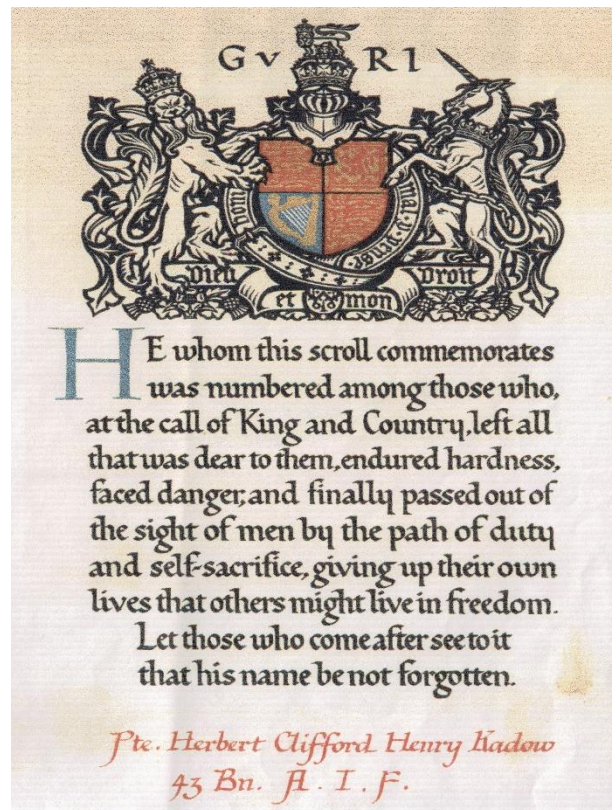 GV RI
Dieu Droit
et mon
HE whom this scroll commemorates
was numbered among those who,
at the call of King and Country, left all
that was dear to them, endured hardness,
faced danger, and finally passed out of
the sight of men by the path of duty
and self-sacrifice, giving up their own
lives that others might live in freedom.
Let those who come after see to it
that his name be not forgotten.
Pte. Herbert Clifford Henry Kadow
43 Bn. A. I. F.